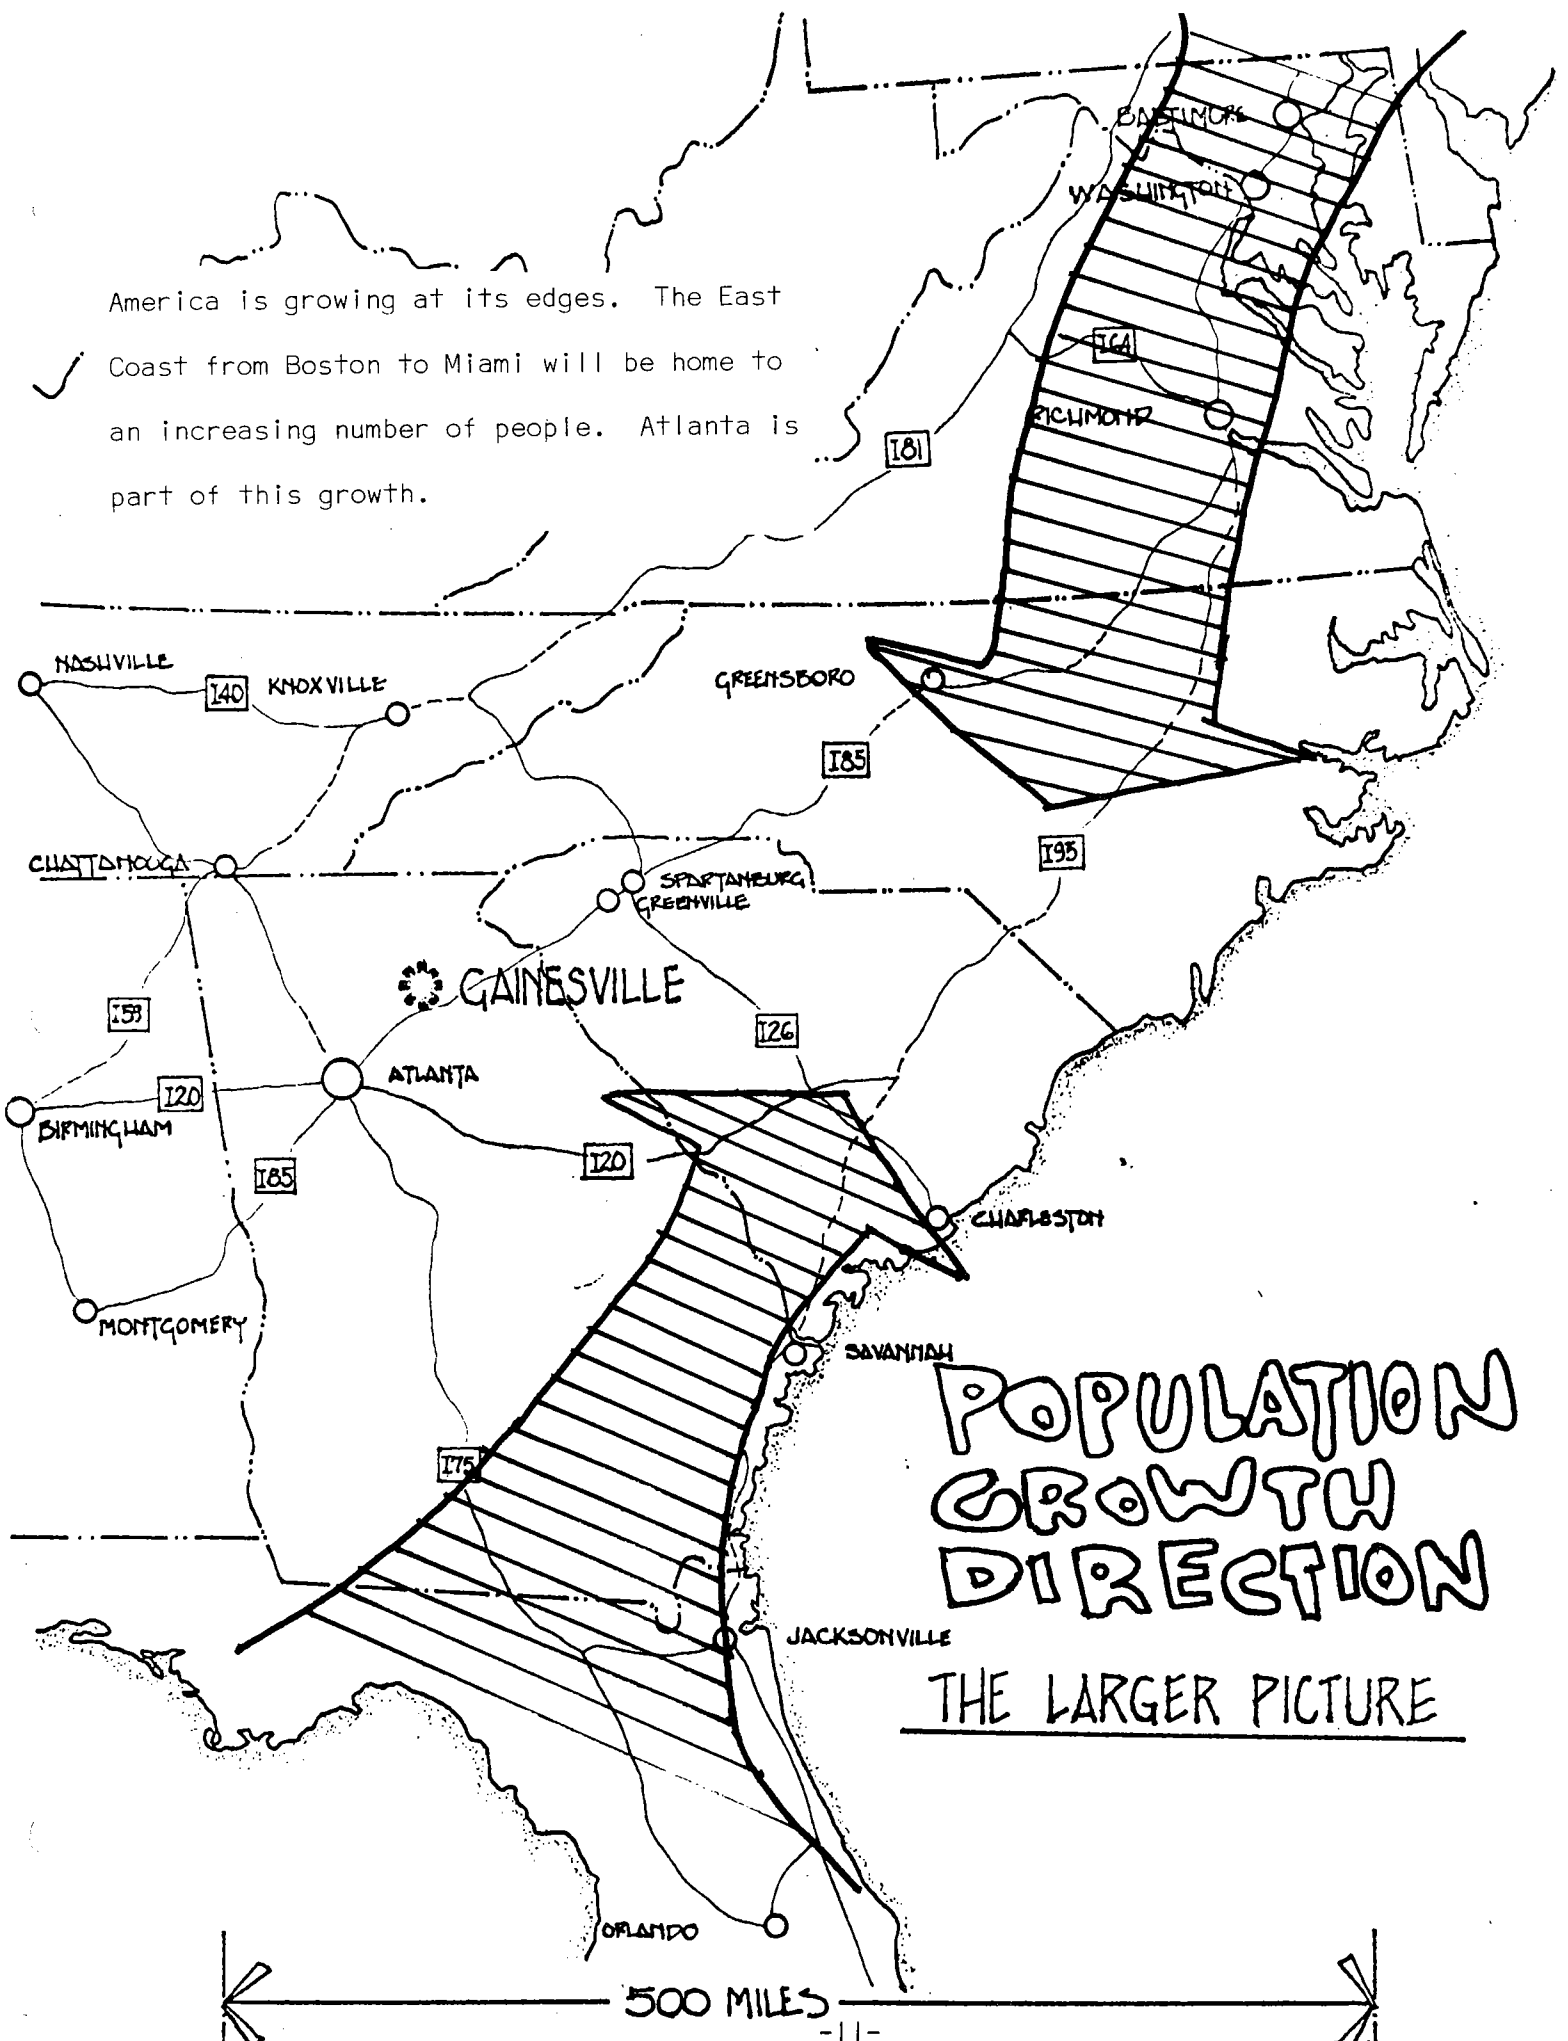 BALTIMORE
WASHINGTON
America is growing at its edges. The East
Coast from Boston to Miami will be home to
an increasing number of people. Atlanta is
part of this growth.
I64
RICHMOND
I81
NASHVILLE
I40
KNOXVILLE
GREENSBORO
I85
I95
CHATTANOUGA
SPARTANBURG
GREENVILLE
GAINESVILLE
I59
I26
ATLANTA
I20
BIRMINGHAM
I20
I85
CHARLESTON
MONTGOMERY
SAVANNAH
POPULATION
GROWTH
DIRECTION
I75
JACKSONVILLE
THE LARGER PICTURE
ORLANDO
500 MILES
-11-